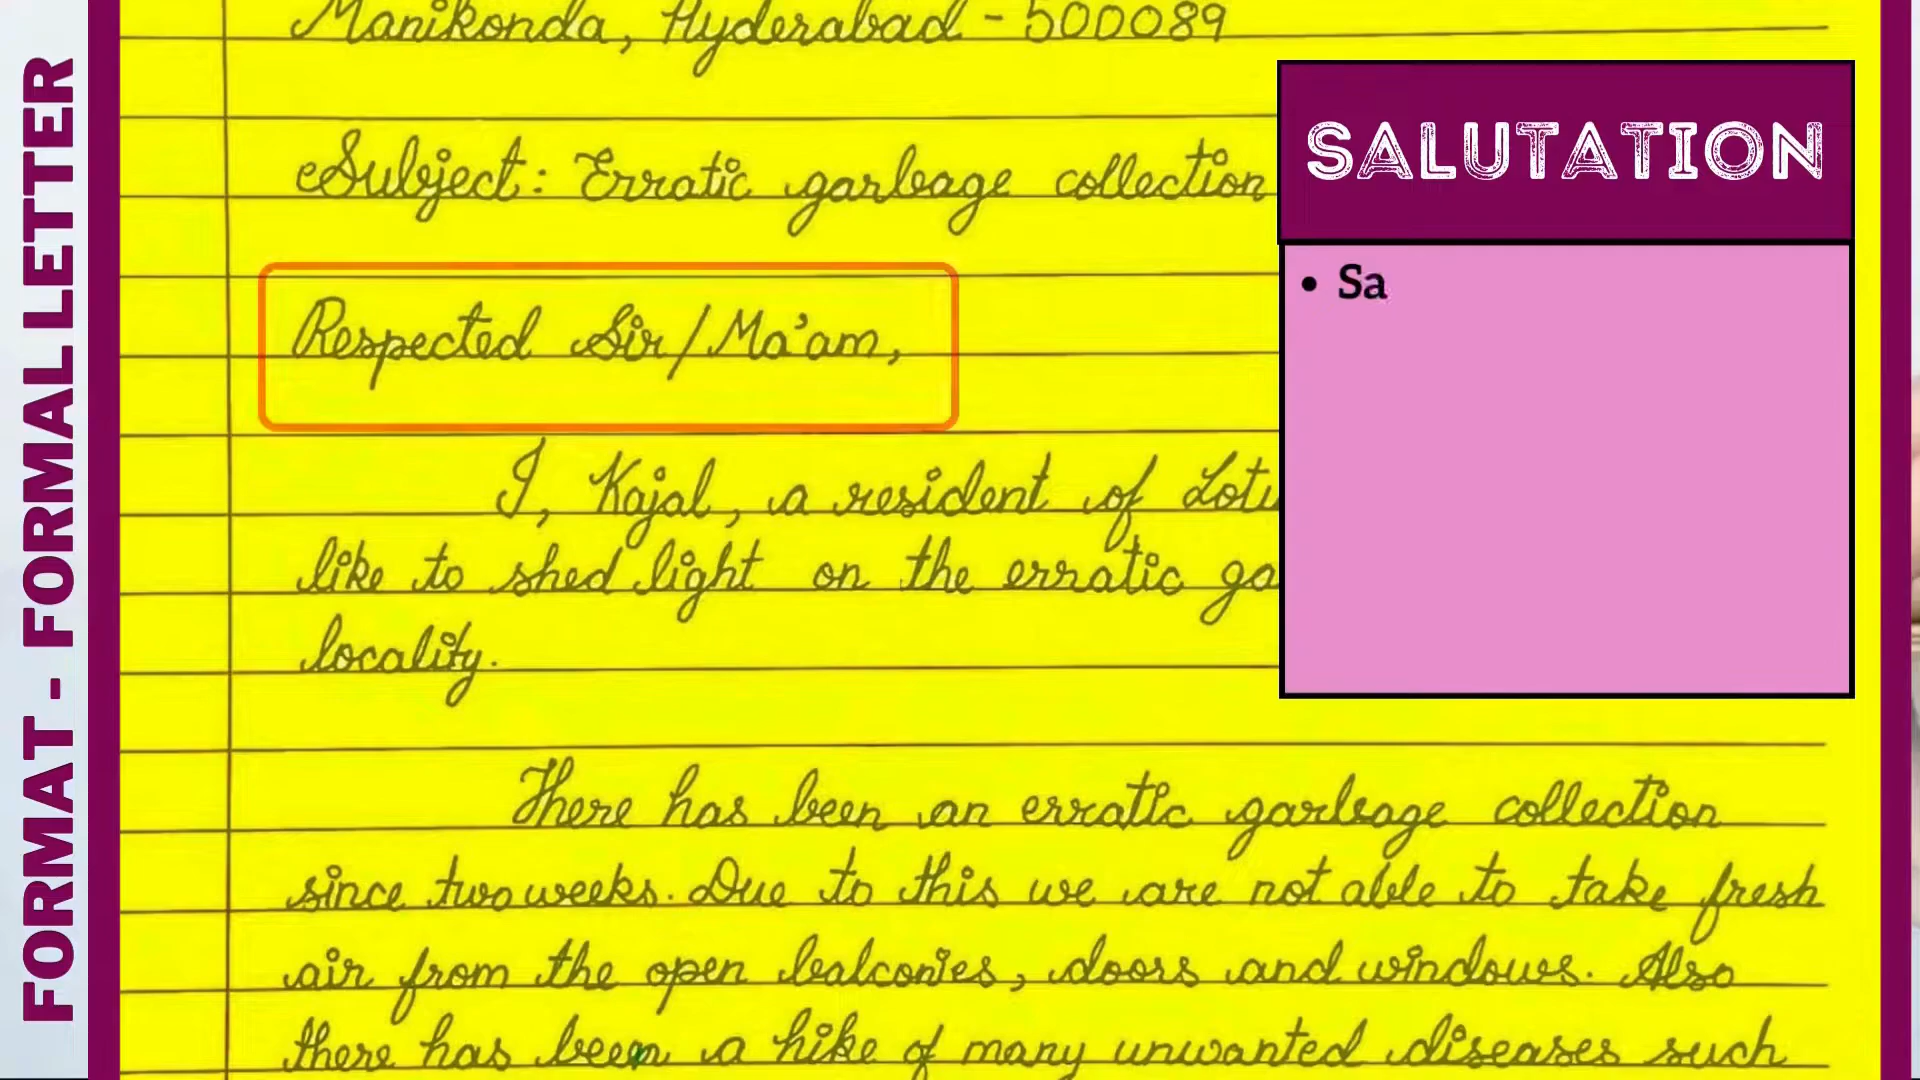 FORMAT - FORMAL LETTER
Manikonda, Hyderabad - 500089
Subject: Erratic garbage collection
Respected Sir/Ma'am,
I, Kajal, a resident of Lotu
like to shed light on the erratic ga
locality.
There has been an erratic garbage collection
since two weeks. Due to this we are not able to take fresh
air from the open balconies, doors and windows. Also
there has been a hike of many unwanted diseases such
SALUTATION
• Sa